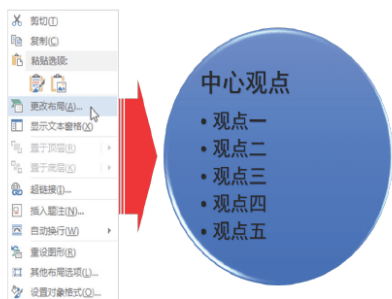 剪切(T)
复制(C)
粘贴选项:
更改布局(A)...
显示文本窗格(X)
置于顶层(R)
置于底层(K)
超链接(I)...
插入题注(N)...
自动换行(W)
重设图形(R)
其他布局选项(L)...
设置对象格式(O)...
中心观点
• 观点一
• 观点二
• 观点三
• 观点四
• 观点五